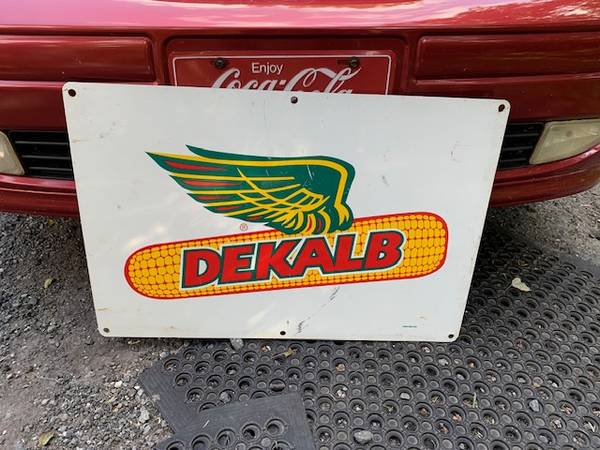 Enjoy
Coca-Cola
DEKALB
®